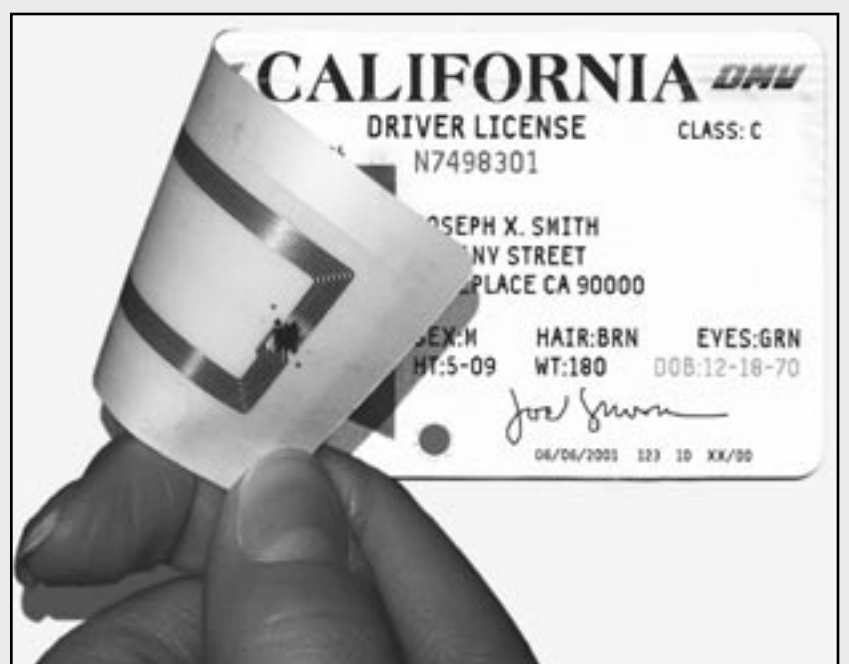 CALIFORNIA DMV
DRIVER LICENSE CLASS: C
N7498301
OSEPH X. SMITH
NY STREET
PLACE CA 90000
SEX:M HAIR:BRN EYES:GRN
HT:5-09 WT:180 DOB:12-18-70
06/06/2001 123 10 XX/00